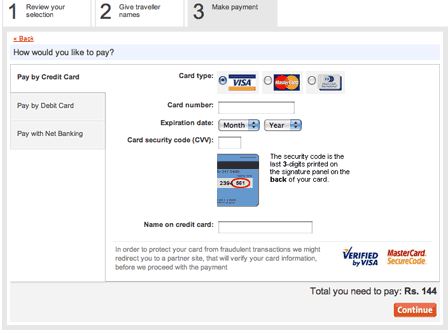 1 Review your selection
2 Give traveller names
3 Make payment
« Back
How would you like to pay?
Pay by Credit Card
Pay by Debit Card
Pay with Net Banking
Card type:
VISA
MasterCard
Card number:
Expiration date: Month Year
Card security code (CVV):
The security code is the
last 3-digits printed on
the signature panel on the
back of your card.
2394 661
Name on credit card:
In order to protect your card from fraudulent transactions we might
redirect you to a partner site, that will verify your card information,
before we proceed with the payment
VERIFIED by VISA
MasterCard SecureCode.
Total you need to pay: Rs. 144
Continue